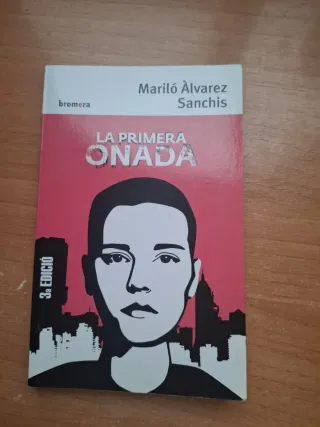 Mariló Àlvarez
Sanchis
bromera
LA PRIMERA
ONADA
3a EDICIÓ